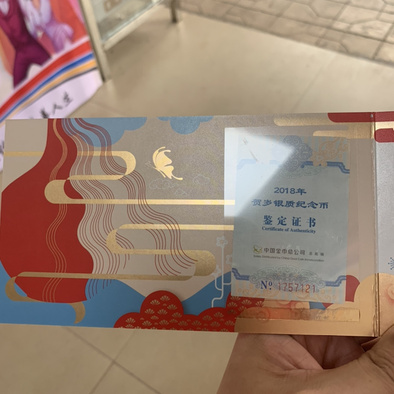 2018年
贺岁银质纪念币
鉴定证书
Certificate of Authenticity
中国金币总公司
№ 1757121